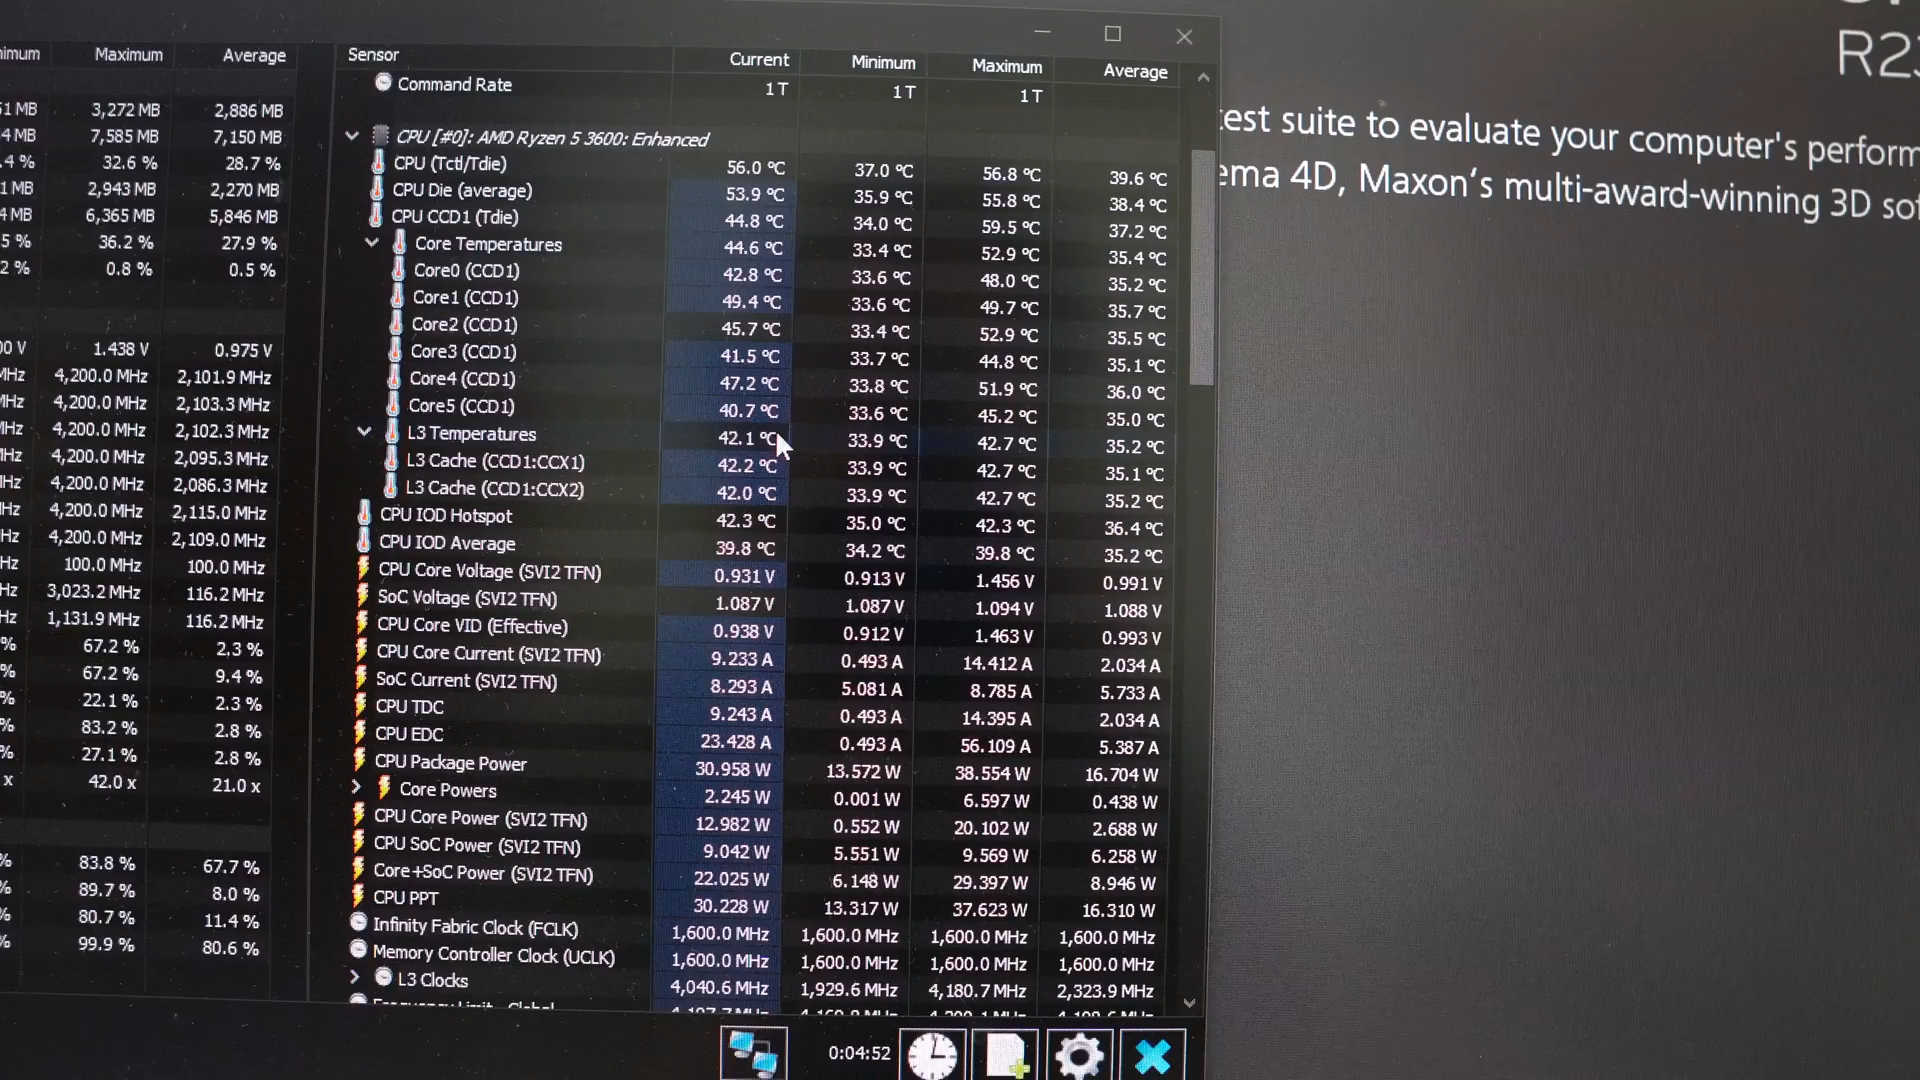 Maximum Average
3,272 MB 2,886 MB
7,585 MB 7,150 MB
32.6 % 28.7 %
2,943 MB 2,270 MB
6,365 MB 5,846 MB
36.2 % 27.9 %
0.8 % 0.5 %
1.438 V 0.975 V
4,200.0 MHz 2,101.9 MHz
4,200.0 MHz 2,103.3 MHz
4,200.0 MHz 2,102.3 MHz
4,200.0 MHz 2,095.3 MHz
4,200.0 MHz 2,086.3 MHz
4,200.0 MHz 2,115.0 MHz
4,200.0 MHz 2,109.0 MHz
100.0 MHz 100.0 MHz
3,023.2 MHz 116.2 MHz
1,131.9 MHz 116.2 MHz
67.2 % 2.3 %
67.2 % 9.4 %
22.1 % 2.3 %
83.2 % 2.8 %
27.1 % 2.8 %
x 42.0 x 21.0 x
83.8 % 67.7 %
89.7 % 8.0 %
80.7 % 11.4 %
99.9 % 80.6 %
Sensor Current Minimum Maximum Average
Command Rate 1T 1T 1T
CPU [#0]: AMD Ryzen 5 3600: Enhanced
CPU (Tctl/Tdie) 56.0 °C 37.0 °C 56.8 °C 39.6 °C
CPU Die (average) 53.9 °C 35.9 °C 55.8 °C 38.4 °C
CPU CCD1 (Tdie) 44.8 °C 34.0 °C 59.5 °C 37.2 °C
Core Temperatures 44.6 °C 33.4 °C 52.9 °C 35.4 °C
Core0 (CCD1) 42.8 °C 33.6 °C 48.0 °C 35.2 °C
Core1 (CCD1) 49.4 °C 33.6 °C 49.7 °C 35.7 °C
Core2 (CCD1) 45.7 °C 33.4 °C 52.9 °C 35.5 °C
Core3 (CCD1) 41.5 °C 33.7 °C 44.8 °C 35.1 °C
Core4 (CCD1) 47.2 °C 33.8 °C 51.9 °C 36.0 °C
Core5 (CCD1) 40.7 °C 33.6 °C 45.2 °C 35.0 °C
L3 Temperatures 42.1 °C 33.9 °C 42.7 °C 35.2 °C
L3 Cache (CCD1:CCX1) 42.2 °C 33.9 °C 42.7 °C 35.1 °C
L3 Cache (CCD1:CCX2) 42.0 °C 33.9 °C 42.7 °C 35.2 °C
CPU IOD Hotspot 42.3 °C 35.0 °C 42.3 °C 36.4 °C
CPU IOD Average 39.8 °C 34.2 °C 39.8 °C 35.2 °C
CPU Core Voltage (SVI2 TFN) 0.931 V 0.913 V 1.456 V 0.991 V
SoC Voltage (SVI2 TFN) 1.087 V 1.087 V 1.094 V 1.088 V
CPU Core VID (Effective) 0.938 V 0.912 V 1.463 V 0.993 V
CPU Core Current (SVI2 TFN) 9.233 A 0.493 A 14.412 A 2.034 A
SoC Current (SVI2 TFN) 8.293 A 5.081 A 8.785 A 5.733 A
CPU TDC 9.243 A 0.493 A 14.395 A 2.034 A
CPU EDC 23.428 A 0.493 A 56.109 A 5.387 A
CPU Package Power 30.958 W 13.572 W 38.554 W 16.704 W
Core Powers 2.245 W 0.001 W 6.597 W 0.438 W
CPU Core Power (SVI2 TFN) 12.982 W 0.552 W 20.102 W 2.688 W
CPU SoC Power (SVI2 TFN) 9.042 W 5.551 W 9.569 W 6.258 W
Core+SoC Power (SVI2 TFN) 22.025 W 6.148 W 29.397 W 8.946 W
CPU PPT 30.228 W 13.317 W 37.623 W 16.310 W
Infinity Fabric Clock (FCLK) 1,600.0 MHz 1,600.0 MHz 1,600.0 MHz 1,600.0 MHz
Memory Controller Clock (UCLK) 1,600.0 MHz 1,600.0 MHz 1,600.0 MHz 1,600.0 MHz
L3 Clocks 4,040.6 MHz 1,929.6 MHz 4,180.7 MHz 2,323.9 MHz
0:04:52
R23
test suite to evaluate your computer's perform
ema 4D, Maxon's multi-award-winning 3D sof